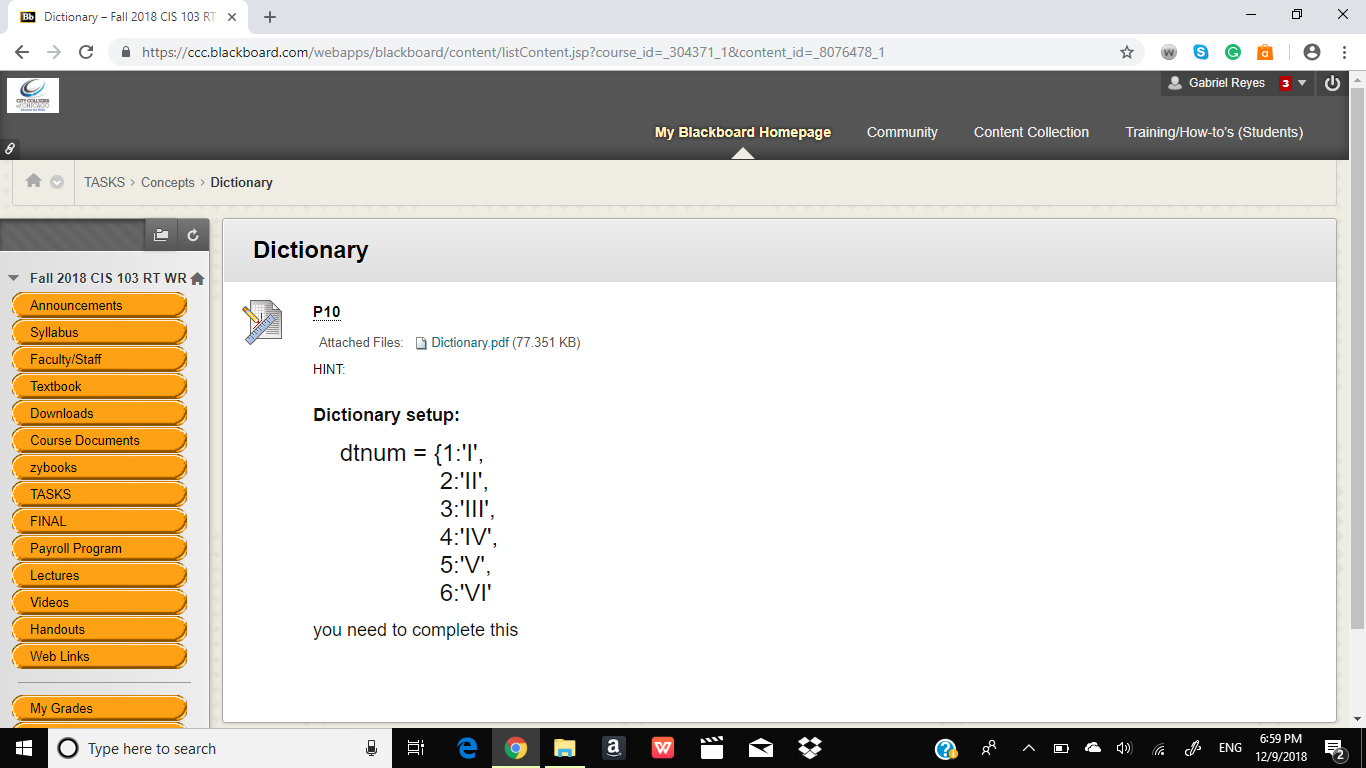 Dictionary – Fall 2018 CIS 103 RT
https://ccc.blackboard.com/webapps/blackboard/content/listContent.jsp?course_id=_304371_1&content_id=_8076478_1
CITY COLLEGES
of CHICAGO
Gabriel Reyes 3
My Blackboard Homepage Community Content Collection Training/How-to's (Students)
TASKS > Concepts > Dictionary
Dictionary
Fall 2018 CIS 103 RT WR
Announcements
Syllabus
Faculty/Staff
Textbook
Downloads
Course Documents
zybooks
TASKS
FINAL
Payroll Program
Lectures
Videos
Handouts
Web Links
My Grades
P10
Attached Files: Dictionary.pdf (77.351 KB)
HINT:
Dictionary setup:
dtnum = {1:'I',
2:'II',
3:'III',
4:'IV',
5:'V',
6:'VI'
you need to complete this
Type here to search
ENG
6:59 PM
12/9/2018
2